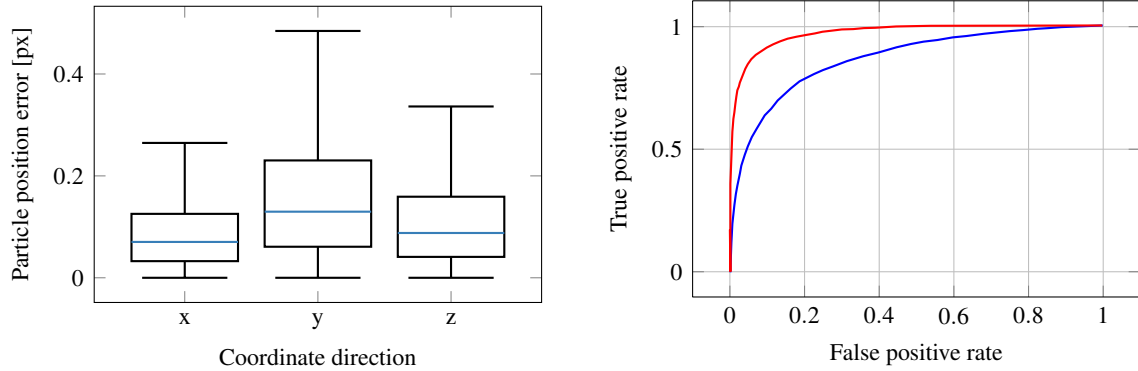 Particle position error [px]
0.4
0.2
0
x y z
Coordinate direction
True positive rate
1
0.5
0
0 0.2 0.4 0.6 0.8 1
False positive rate